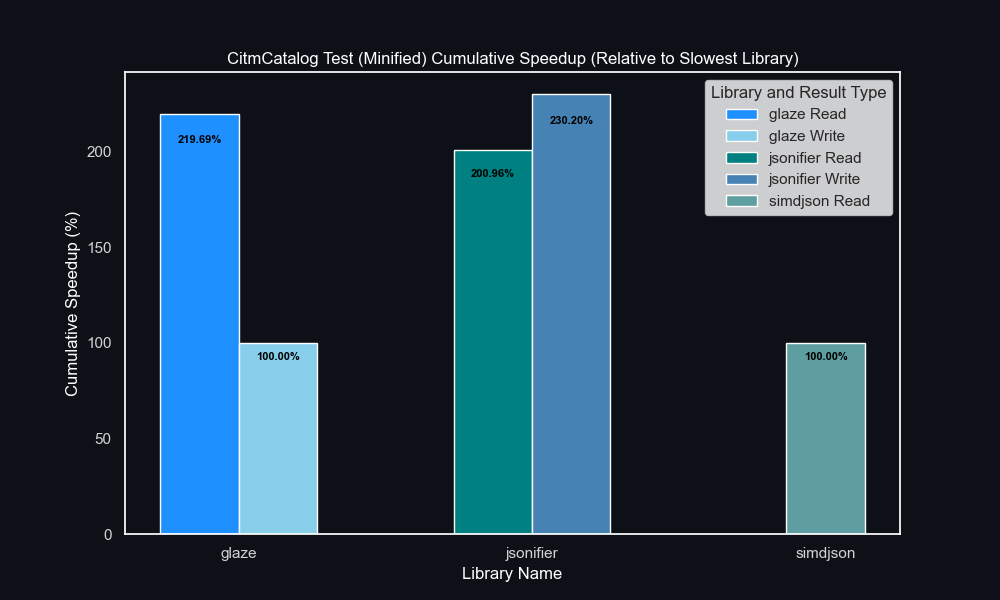 CitmCatalog Test (Minified) Cumulative Speedup (Relative to Slowest Library)
Library and Result Type
glaze Read
glaze Write
jsonifier Read
jsonifier Write
simdjson Read
Cumulative Speedup (%)
200
150
100
50
0
219.69%
100.00%
200.96%
230.20%
100.00%
glaze
jsonifier
simdjson
Library Name